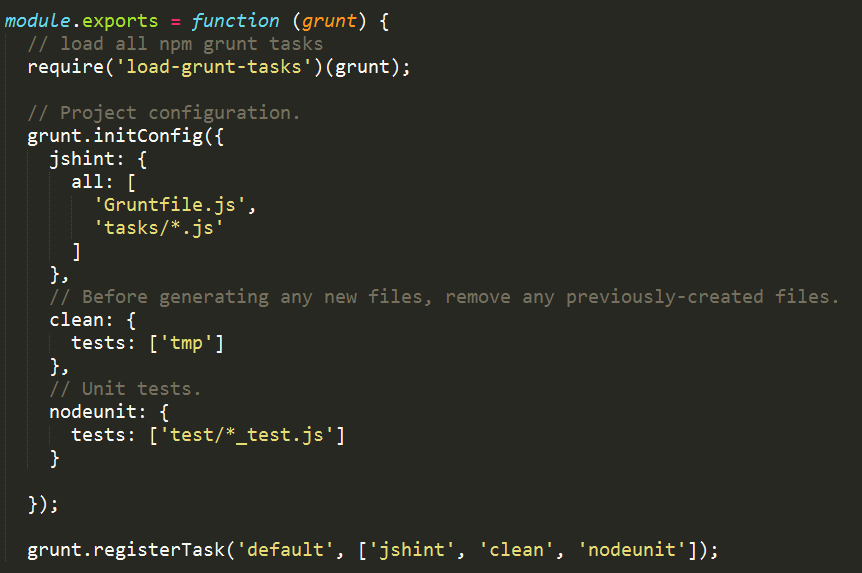 module.exports = function (grunt) {
  // load all npm grunt tasks
  require('load-grunt-tasks')(grunt);

  // Project configuration.
  grunt.initConfig({
    jshint: {
      all: [
        'Gruntfile.js',
        'tasks/*.js'
      ]
    },
    // Before generating any new files, remove any previously-created files.
    clean: {
      tests: ['tmp']
    },
    // Unit tests.
    nodeunit: {
      tests: ['test/*_test.js']
    }

  });

  grunt.registerTask('default', ['jshint', 'clean', 'nodeunit']);